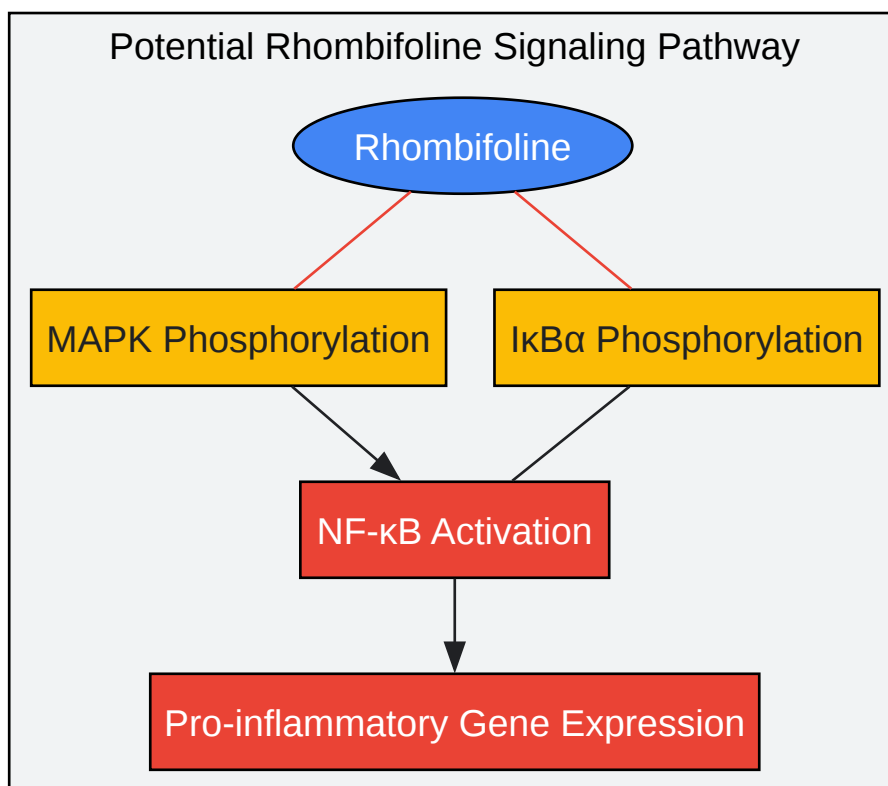 Potential Rhombifoline Signaling Pathway
Rhombifoline
MAPK Phosphorylation
IκBα Phosphorylation
NF-κB Activation
Pro-inflammatory Gene Expression